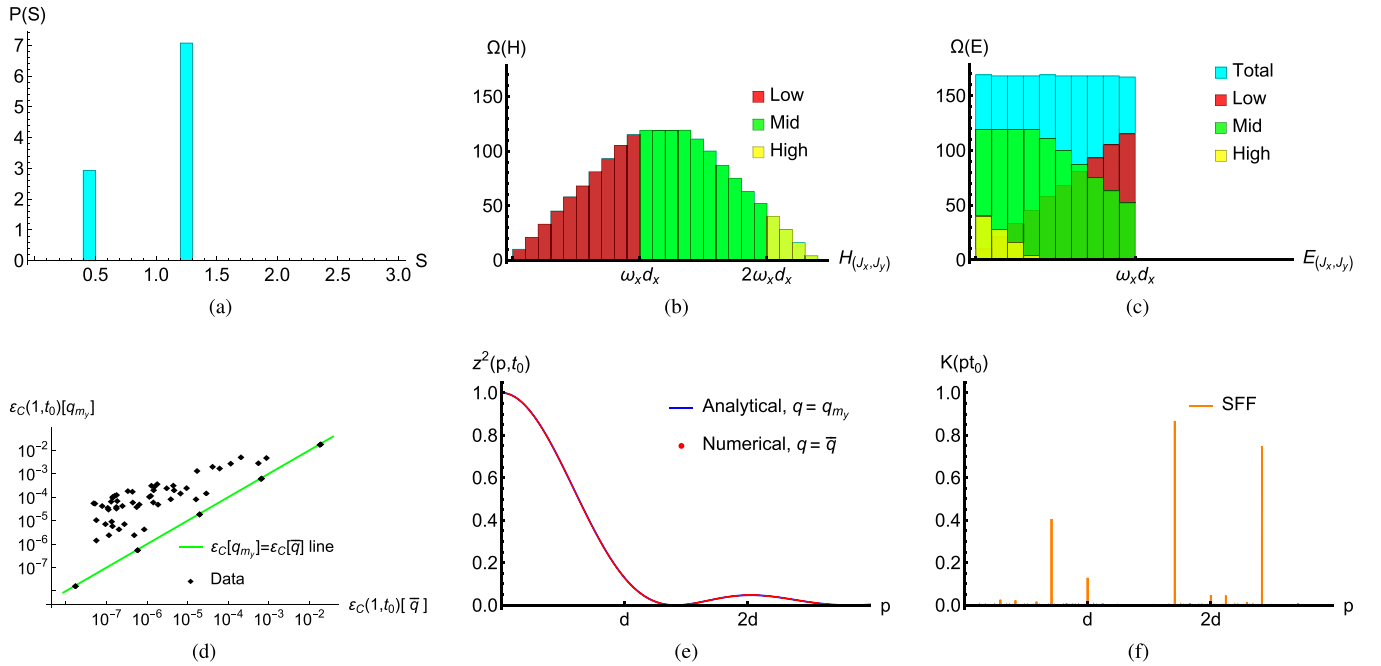 P(S)
7
6
5
4
3
2
1
0
0.5 1.0 1.5 2.0 2.5 3.0 S
(a)
Ω(H)
150
100
50
0
Low
Mid
High
ω_x d_x 2ω_x d_x H_(J_x,J_y)
(b)
Ω(E)
150
100
50
0
Total
Low
Mid
High
ω_x d_x E_(J_x,J_y)
(c)
ε_C(1,t_0)[q_{m_y}]
10^-2
10^-3
10^-4
10^-5
10^-6
10^-7
ε_C[q_{m_y}]=ε_C[q̅] line
Data
10^-7 10^-6 10^-5 10^-4 10^-3 10^-2 ε_C(1,t_0)[q̅]
(d)
z^2(p,t_0)
1.0
0.8
0.6
0.4
0.2
0.0
Analytical, q = q_{m_y}
Numerical, q = q̅
d 2d p
(e)
K(pt_0)
1.0
0.8
0.6
0.4
0.2
0.0
SFF
d 2d p
(f)